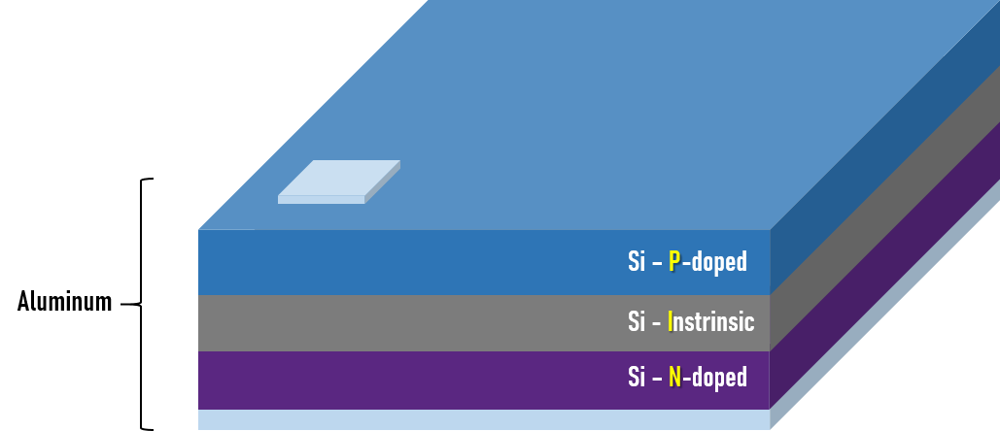 Si - P-doped
Aluminum
Si - Instrinsic
Si - N-doped